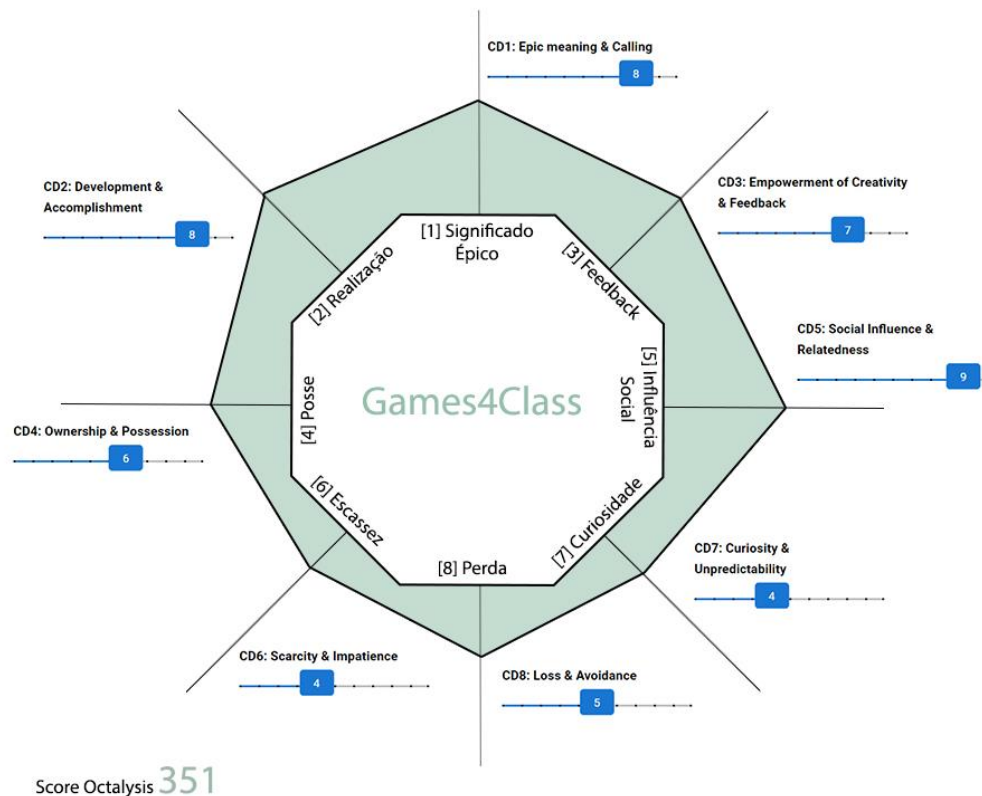 CD1: Epic meaning & Calling
8
CD2: Development &
Accomplishment
8
CD3: Empowerment of Creativity
& Feedback
7
[1] Significado
Épico
[2] Realização
[3] Feedback
CD5: Social Influence &
Relatedness
9
[4] Posse
Games4Class
[5] Influência
Social
CD4: Ownership & Possession
6
[6] Escassez
[7] Curiosidade
[8] Perda
CD7: Curiosity &
Unpredictability
4
CD6: Scarcity & Impatience
4
CD8: Loss & Avoidance
5
Score Octalysis 351